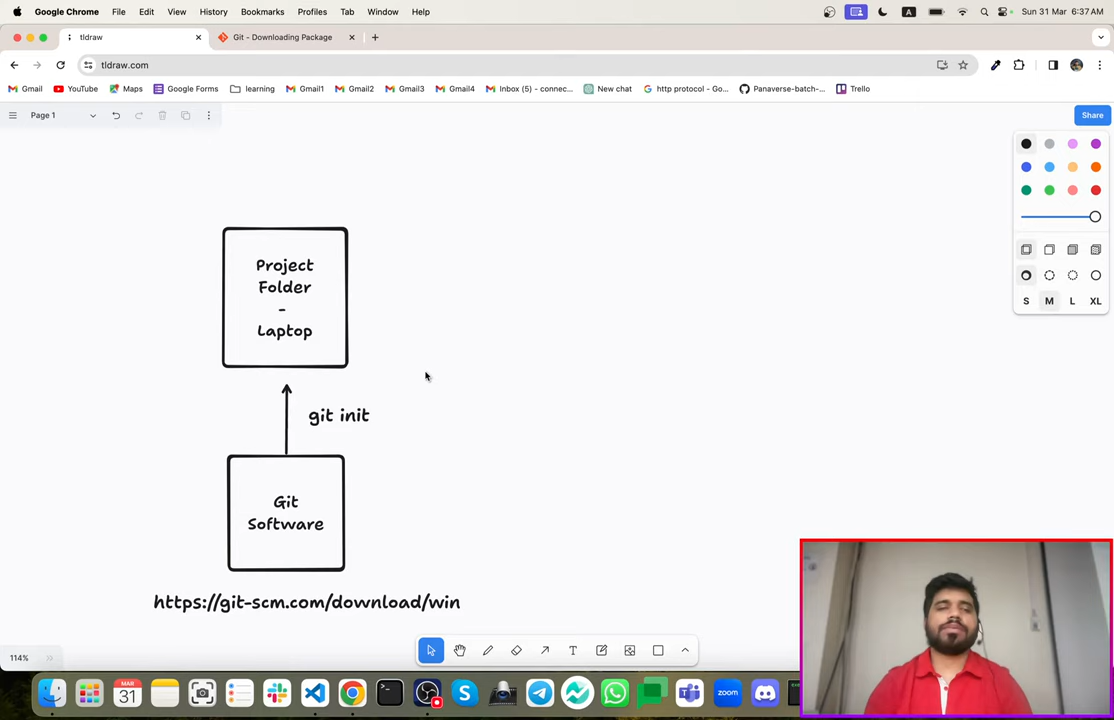 Google Chrome File Edit View History Bookmarks Profiles Tab Window Help A Sun 31 Mar 6:37 AM
tldraw Git - Downloading Package
tldraw.com
Gmail YouTube Maps Google Forms learning Gmail1 Gmail2 Gmail3 Gmail4 Inbox (5) - connec... New chat http protocol - Go... Panaverse-batch-... Trello
Page 1 Share
Project
Folder
-
Laptop
S M L XL
git init
Git
Software
https://git-scm.com/download/win
114%
MAR
31
zoom